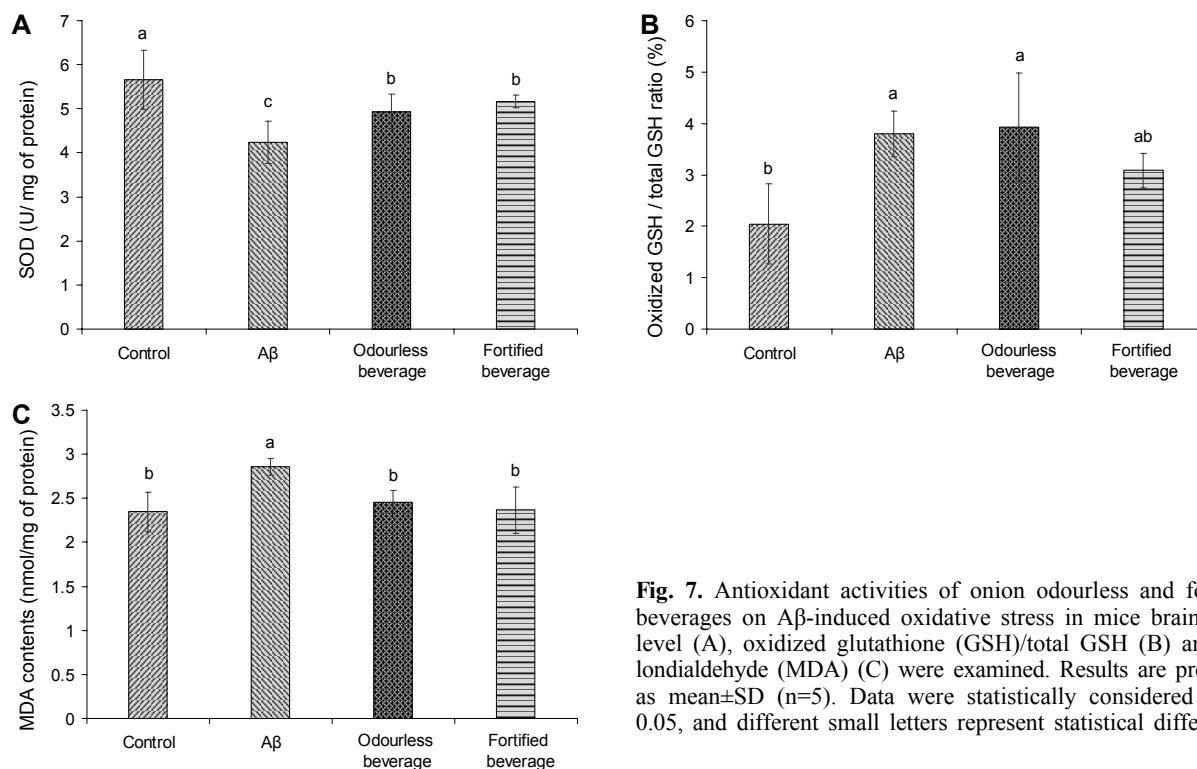 A
SOD (U/ mg of protein)
7
6
5
4
3
2
1
0
a
c
b
b
Control
Aβ
Odourless
beverage
Fortified
beverage
B
Oxidized GSH / total GSH ratio (%)
6
5
4
3
2
1
0
b
a
a
ab
Control
Aβ
Odourless
beverage
Fortified
beverage
C
MDA contents (nmol/mg of protein)
3.5
3
2.5
2
1.5
1
0.5
0
b
a
b
b
Control
Aβ
Odourless
beverage
Fortified
beverage
Fig. 7. Antioxidant activities of onion odourless and fo
beverages on Aβ-induced oxidative stress in mice brain
level (A), oxidized glutathione (GSH)/total GSH (B) an
londialdehyde (MDA) (C) were examined. Results are pre
as mean±SD (n=5). Data were statistically considered
0.05, and different small letters represent statistical differ